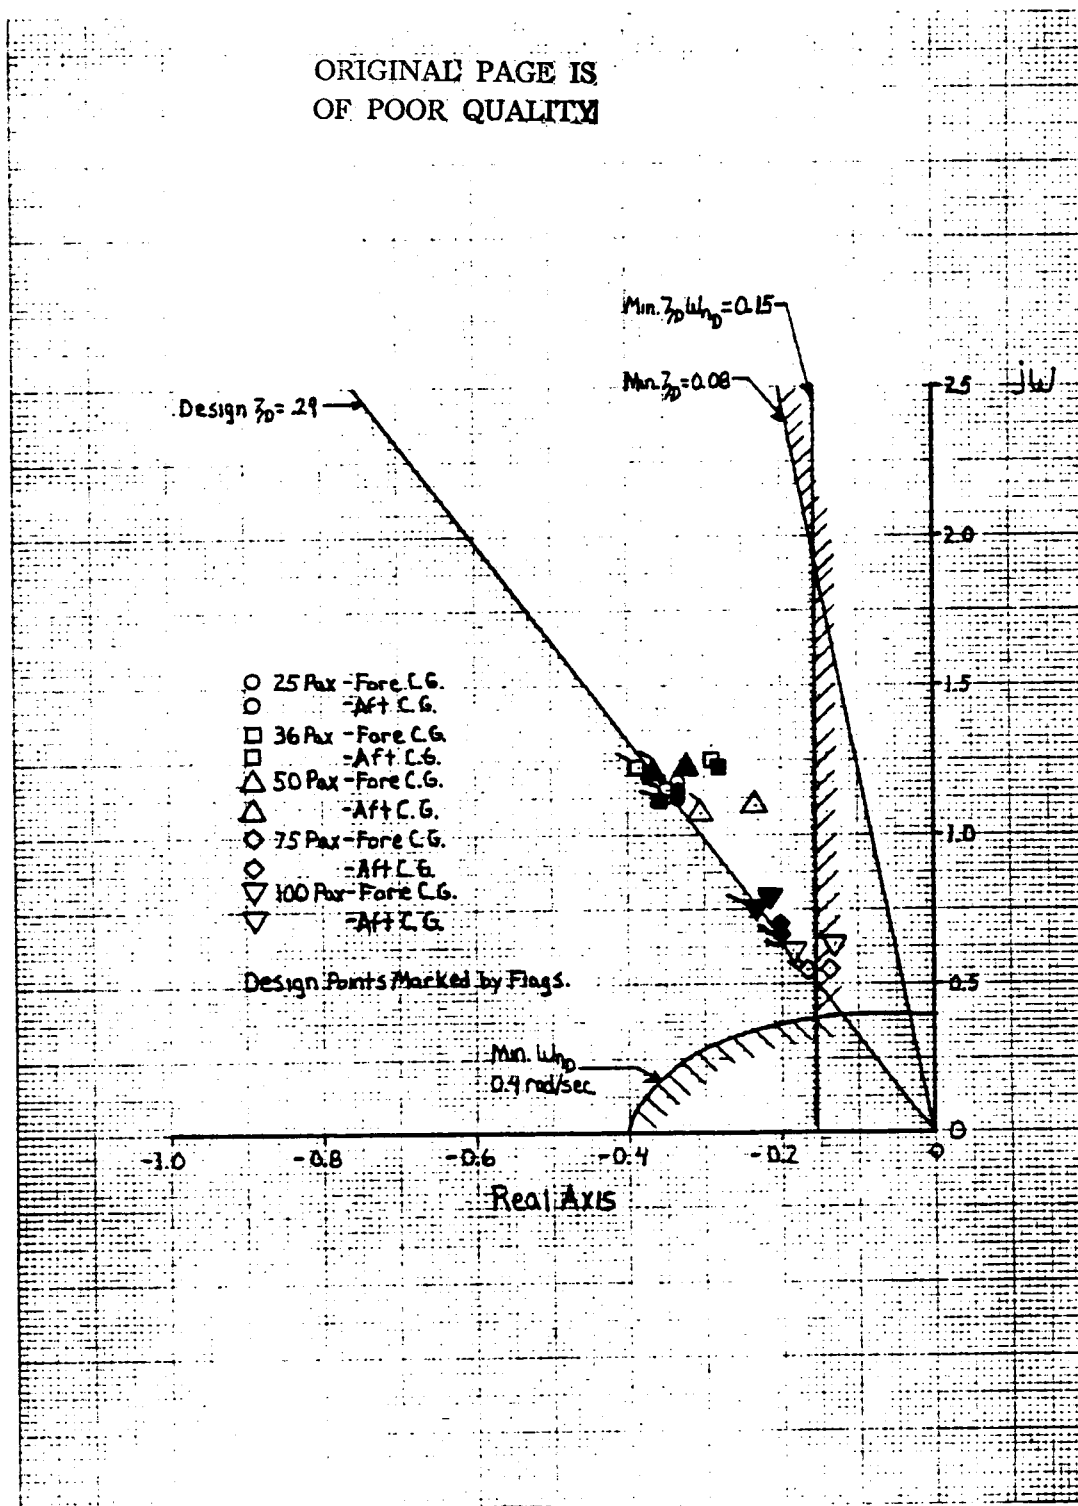 ORIGINAL PAGE IS
OF POOR QUALITY
Min. ζD ωnD = 0.15
Min. ζD = 0.08
Design ζD = .29
jω
2.5
2.0
1.5
1.0
0.5
0
○ 25 Pax - Fore C.G.
○ - Aft C.G.
□ 36 Pax - Fore C.G.
□ - Aft C.G.
△ 50 Pax - Fore C.G.
△ - Aft C.G.
◇ 75 Pax - Fore C.G.
◇ - Aft C.G.
▽ 100 Pax - Fore C.G.
▽ - Aft C.G.
Design Points Marked by Flags.
Min. ωnD
0.4 rad/sec
-1.0 -0.8 -0.6 -0.4 -0.2 0
Real Axis